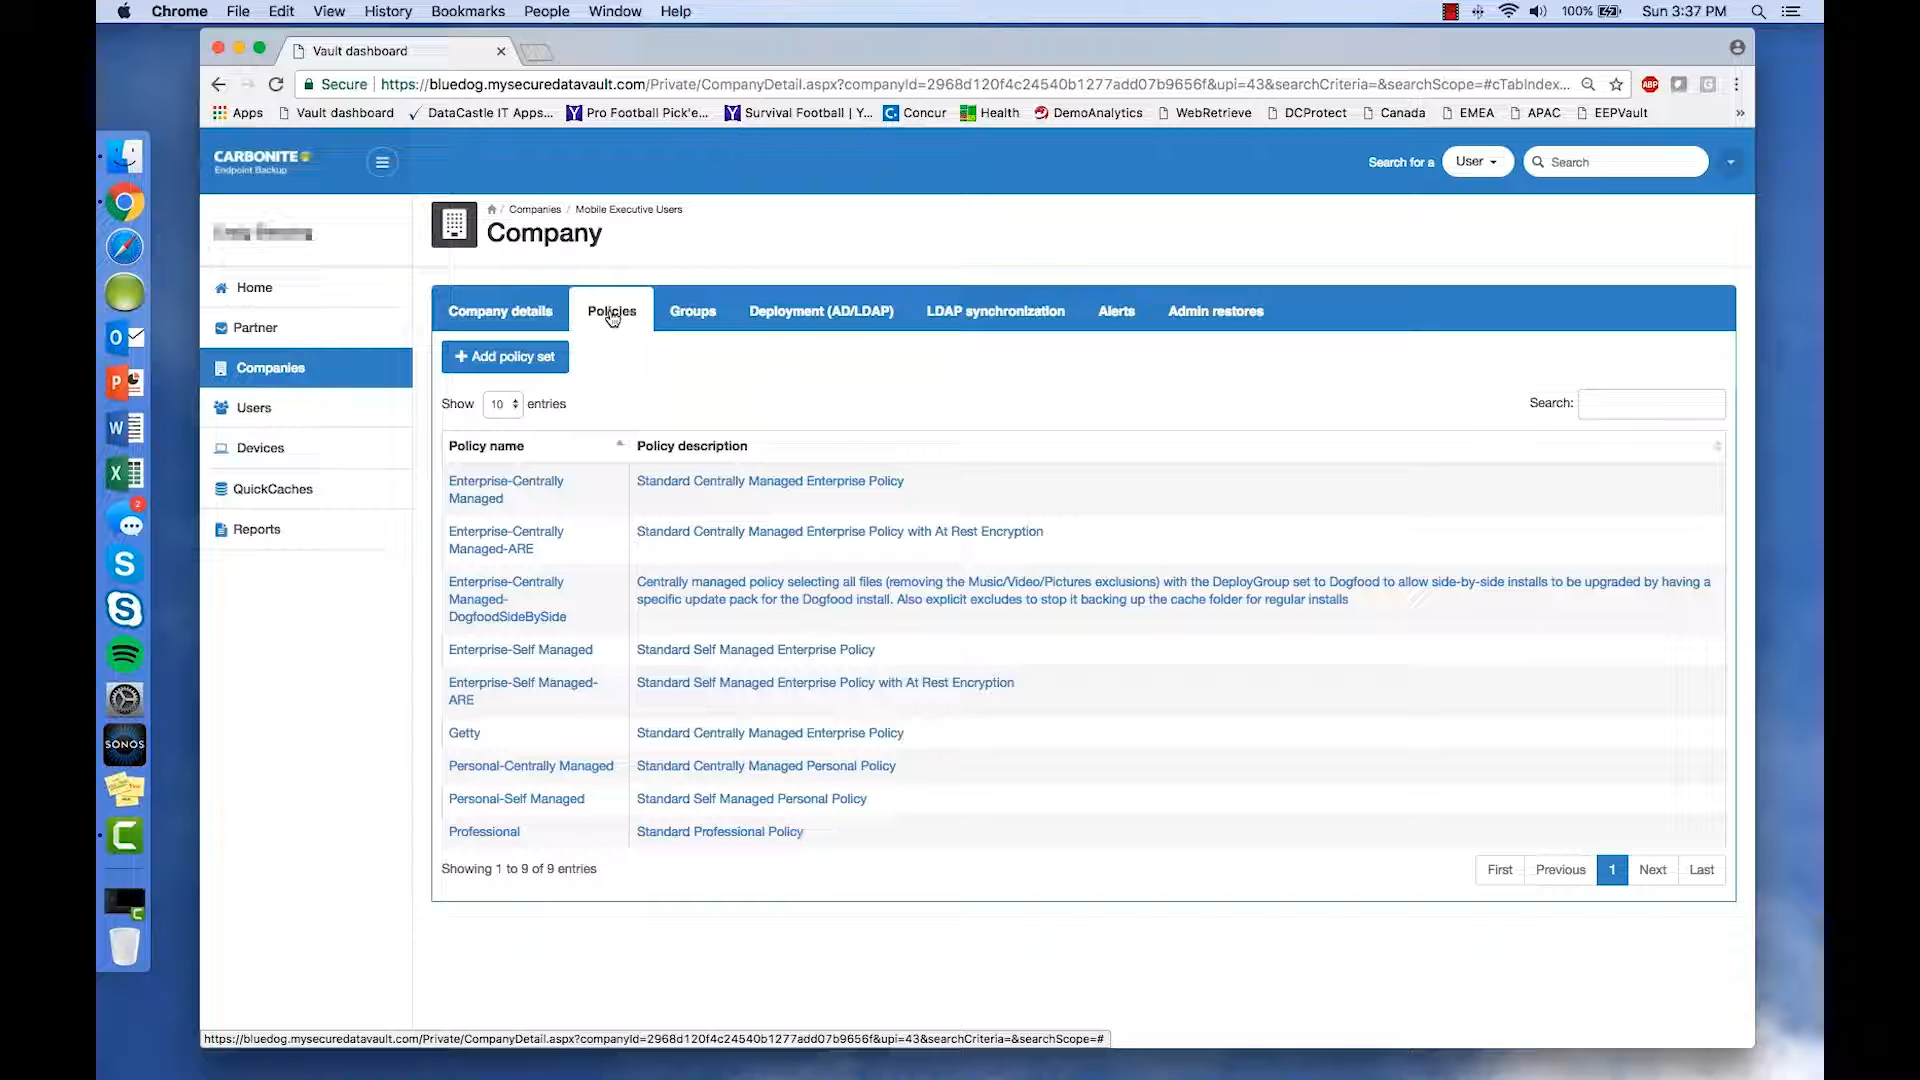 Chrome File Edit View History Bookmarks People Window Help 100% Sun 3:37 PM
Vault dashboard
Secure https://bluedog.mysecuredatavault.com/Private/CompanyDetail.aspx?companyId=2968d120f4c24540b1277add07b9656f&upi=43&searchCriteria=&searchScope=#cTabIndex...
ABP
Apps Vault dashboard DataCastle IT Apps... Pro Football Pick'e... Survival Football | Y... Concur Health DemoAnalytics WebRetrieve DCProtect Canada EMEA APAC EEPVault »
CARBONITE
Endpoint Backup
Search for a User Search
Companies / Mobile Executive Users
Company
Home
Partner
Companies
Users
Devices
QuickCaches
Reports
Company details Policies Groups Deployment (AD/LDAP) LDAP synchronization Alerts Admin restores
+ Add policy set
Show 10 entries Search:
Policy name Policy description
Enterprise-Centrally Managed Standard Centrally Managed Enterprise Policy
Enterprise-Centrally Managed-ARE Standard Centrally Managed Enterprise Policy with At Rest Encryption
Enterprise-Centrally Managed-DogfoodSideBySide Centrally managed policy selecting all files (removing the Music/Video/Pictures exclusions) with the DeployGroup set to Dogfood to allow side-by-side installs to be upgraded by having a
specific update pack for the Dogfood install. Also explicit excludes to stop it backing up the cache folder for regular installs
Enterprise-Self Managed Standard Self Managed Enterprise Policy
Enterprise-Self Managed-ARE Standard Self Managed Enterprise Policy with At Rest Encryption
Getty Standard Centrally Managed Enterprise Policy
Personal-Centrally Managed Standard Centrally Managed Personal Policy
Personal-Self Managed Standard Self Managed Personal Policy
Professional Standard Professional Policy
Showing 1 to 9 of 9 entries First Previous 1 Next Last
SONOS
https://bluedog.mysecuredatavault.com/Private/CompanyDetail.aspx?companyId=2968d120f4c24540b1277add07b9656f&upi=43&searchCriteria=&searchScope=#